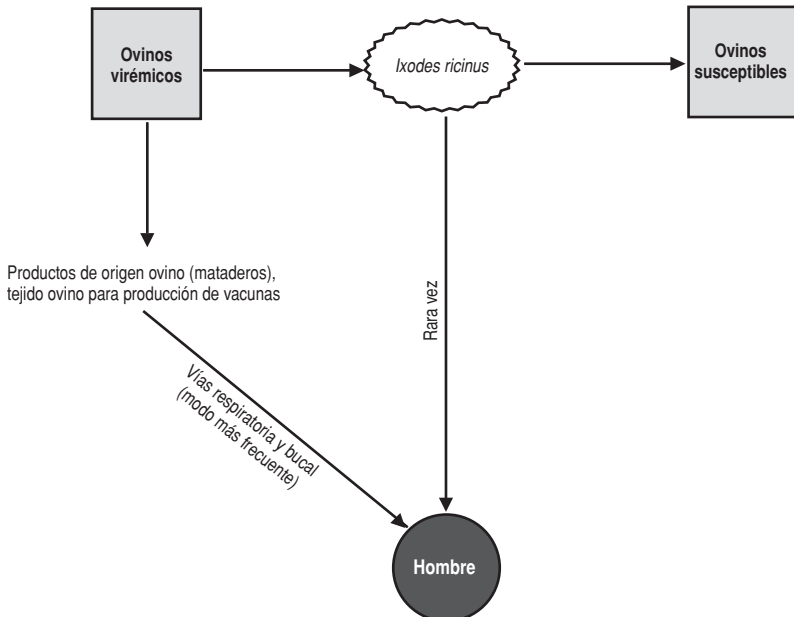 Ovinos
virémicos
Ixodes ricinus
Ovinos
susceptibles
Productos de origen ovino (mataderos),
tejido ovino para producción de vacunas
Rara vez
Vías respiratoria y bucal
(modo más frecuente)
Hombre